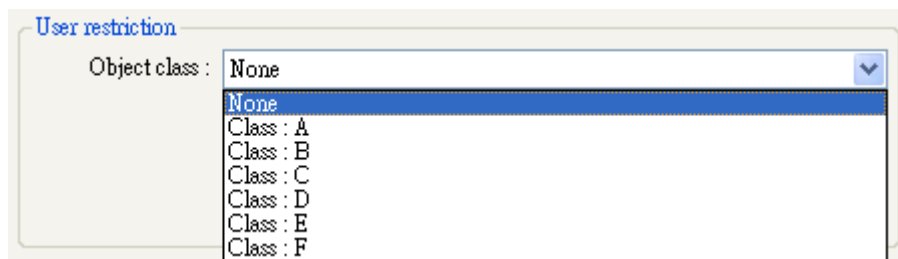 User restriction
Object class : None
None
Class : A
Class : B
Class : C
Class : D
Class : E
Class : F